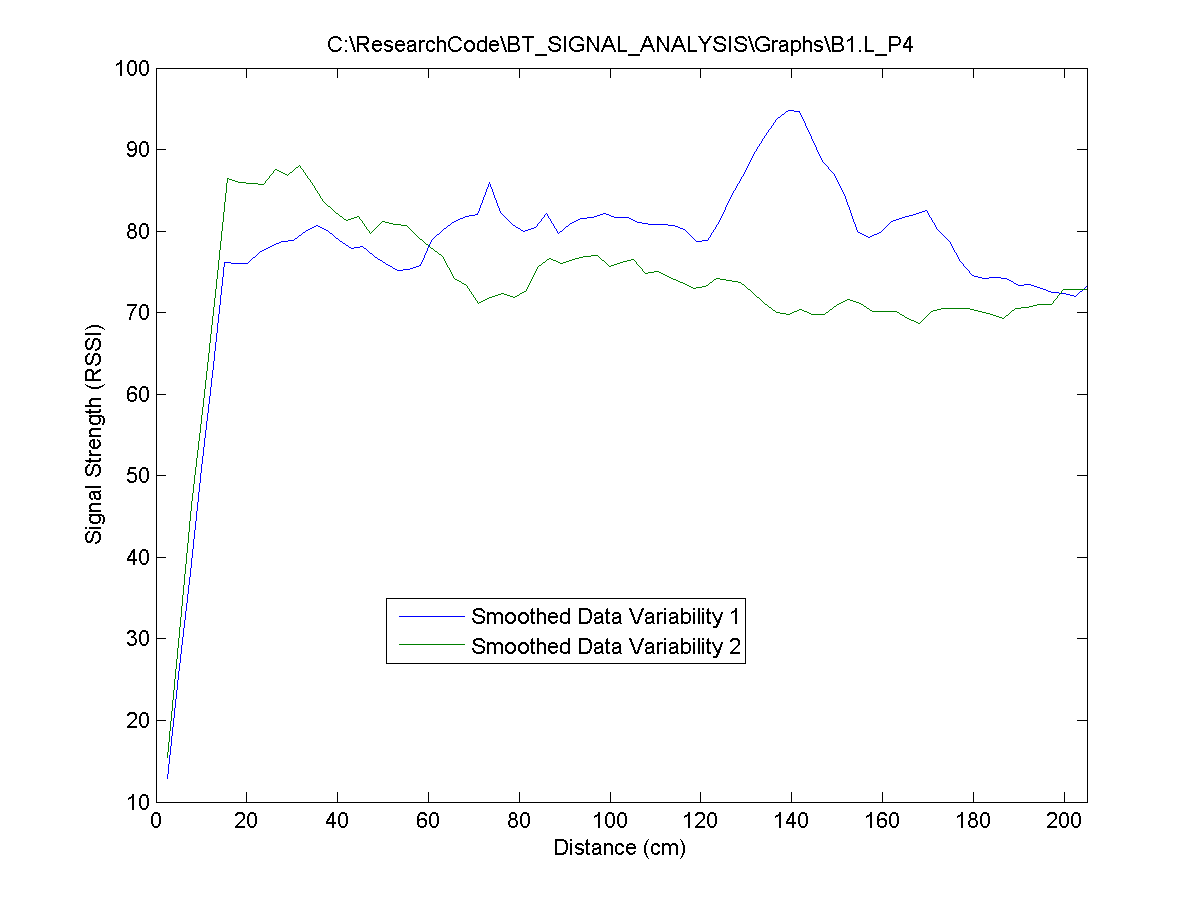 C:\ResearchCode\BT_SIGNAL_ANALYSIS\Graphs\B1.L_P4
100
90
80
70
60
50
40
30
20
10
Signal Strength (RSSI)
Smoothed Data Variability 1
Smoothed Data Variability 2
0 20 40 60 80 100 120 140 160 180 200
Distance (cm)